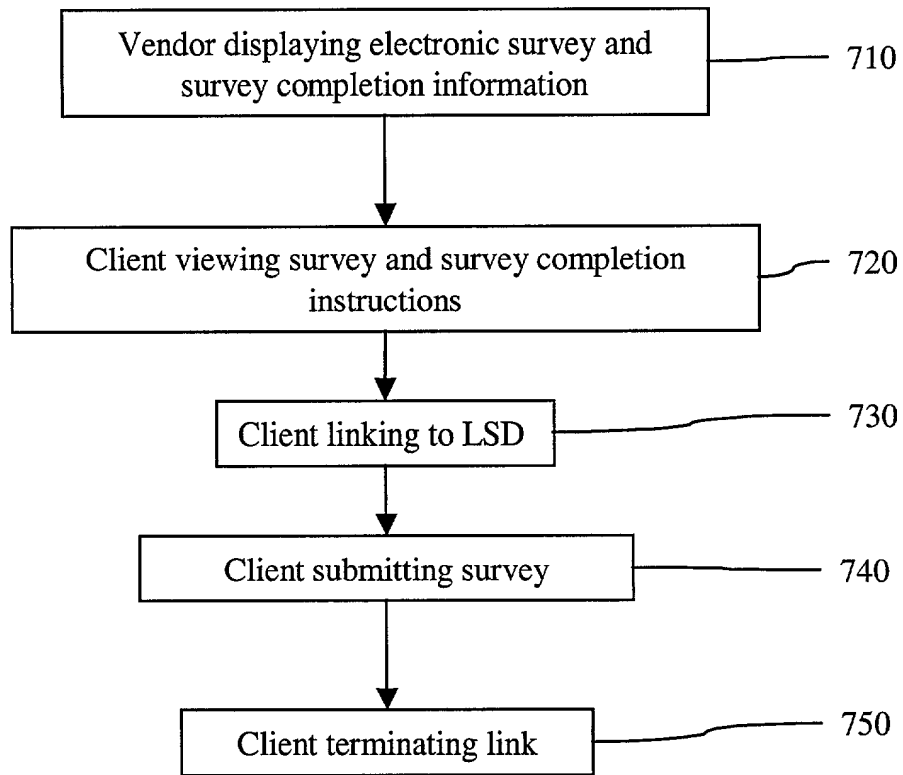 Vendor displaying electronic survey and
survey completion information
710
Client viewing survey and survey completion
instructions
720
Client linking to LSD
730
Client submitting survey
740
Client terminating link
750